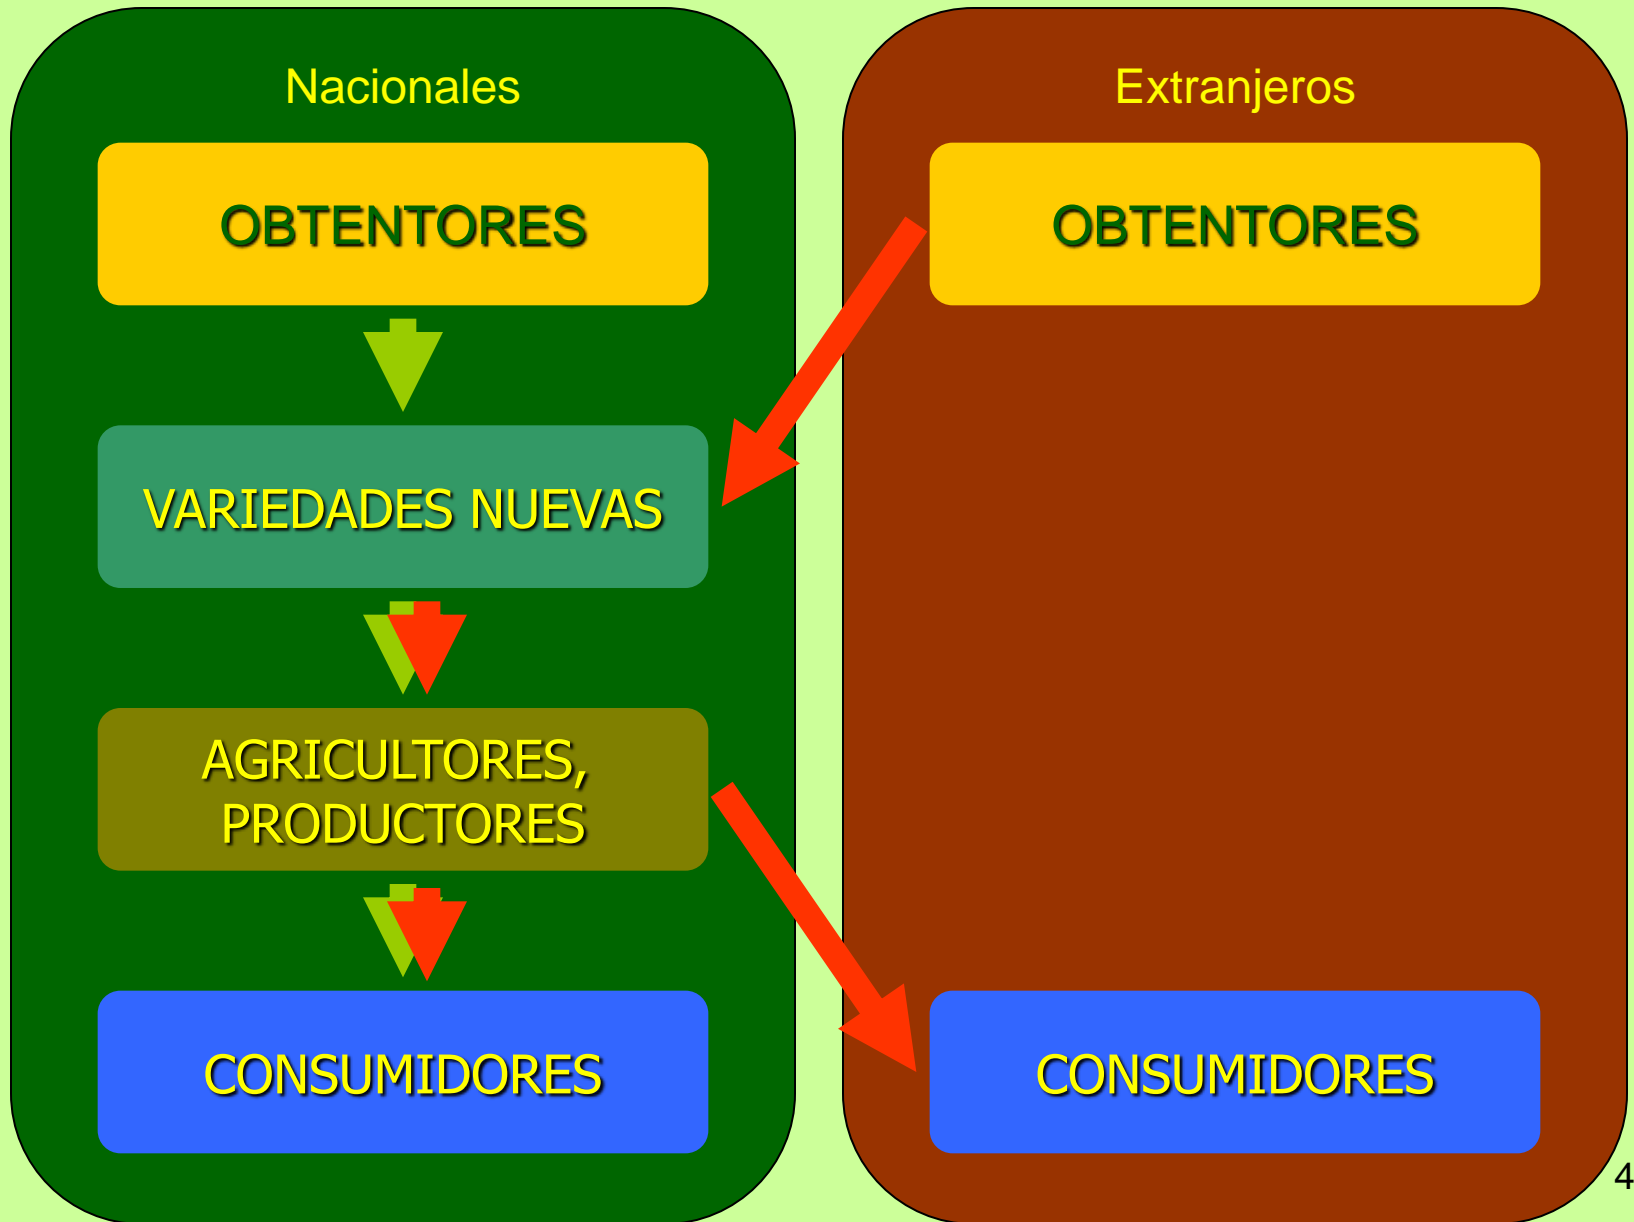 Nacionales
OBTENTORES
VARIEDADES NUEVAS
AGRICULTORES,
PRODUCTORES
CONSUMIDORES
Extranjeros
OBTENTORES
CONSUMIDORES
4